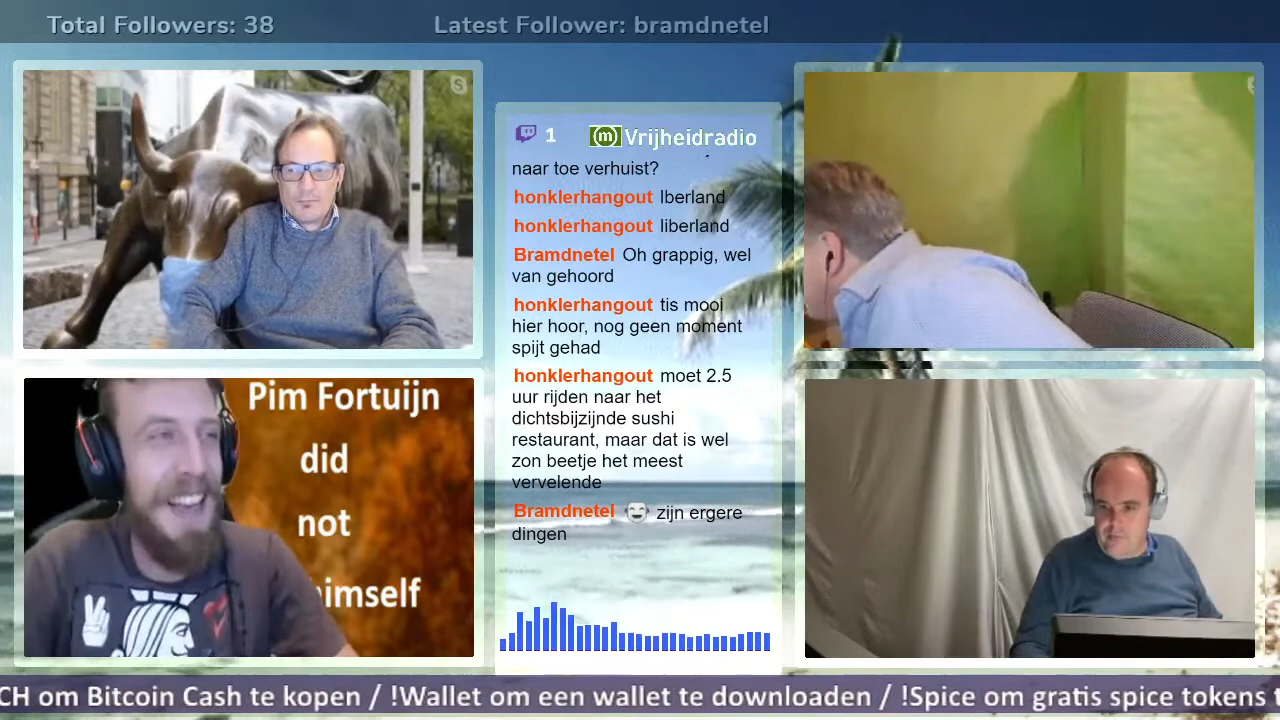 Total Followers: 38
Latest Follower: bramdnetel
1
(m) Vrijheidradio
naar toe verhuist?
honklerhangout lberland
honklerhangout liberland
Bramdnetel Oh grappig, wel
van gehoord
honklerhangout tis mooi
hier hoor, nog geen moment
spijt gehad
honklerhangout moet 2.5
uur rijden naar het
dichtsbijzijnde sushi
restaurant, maar dat is wel
zon beetje het meest
vervelende
Bramdnetel zijn ergere
dingen
Pim Fortuijn
did
not
himself
CH om Bitcoin Cash te kopen / !Wallet om een wallet te downloaden / !Spice om gratis spice tokens t